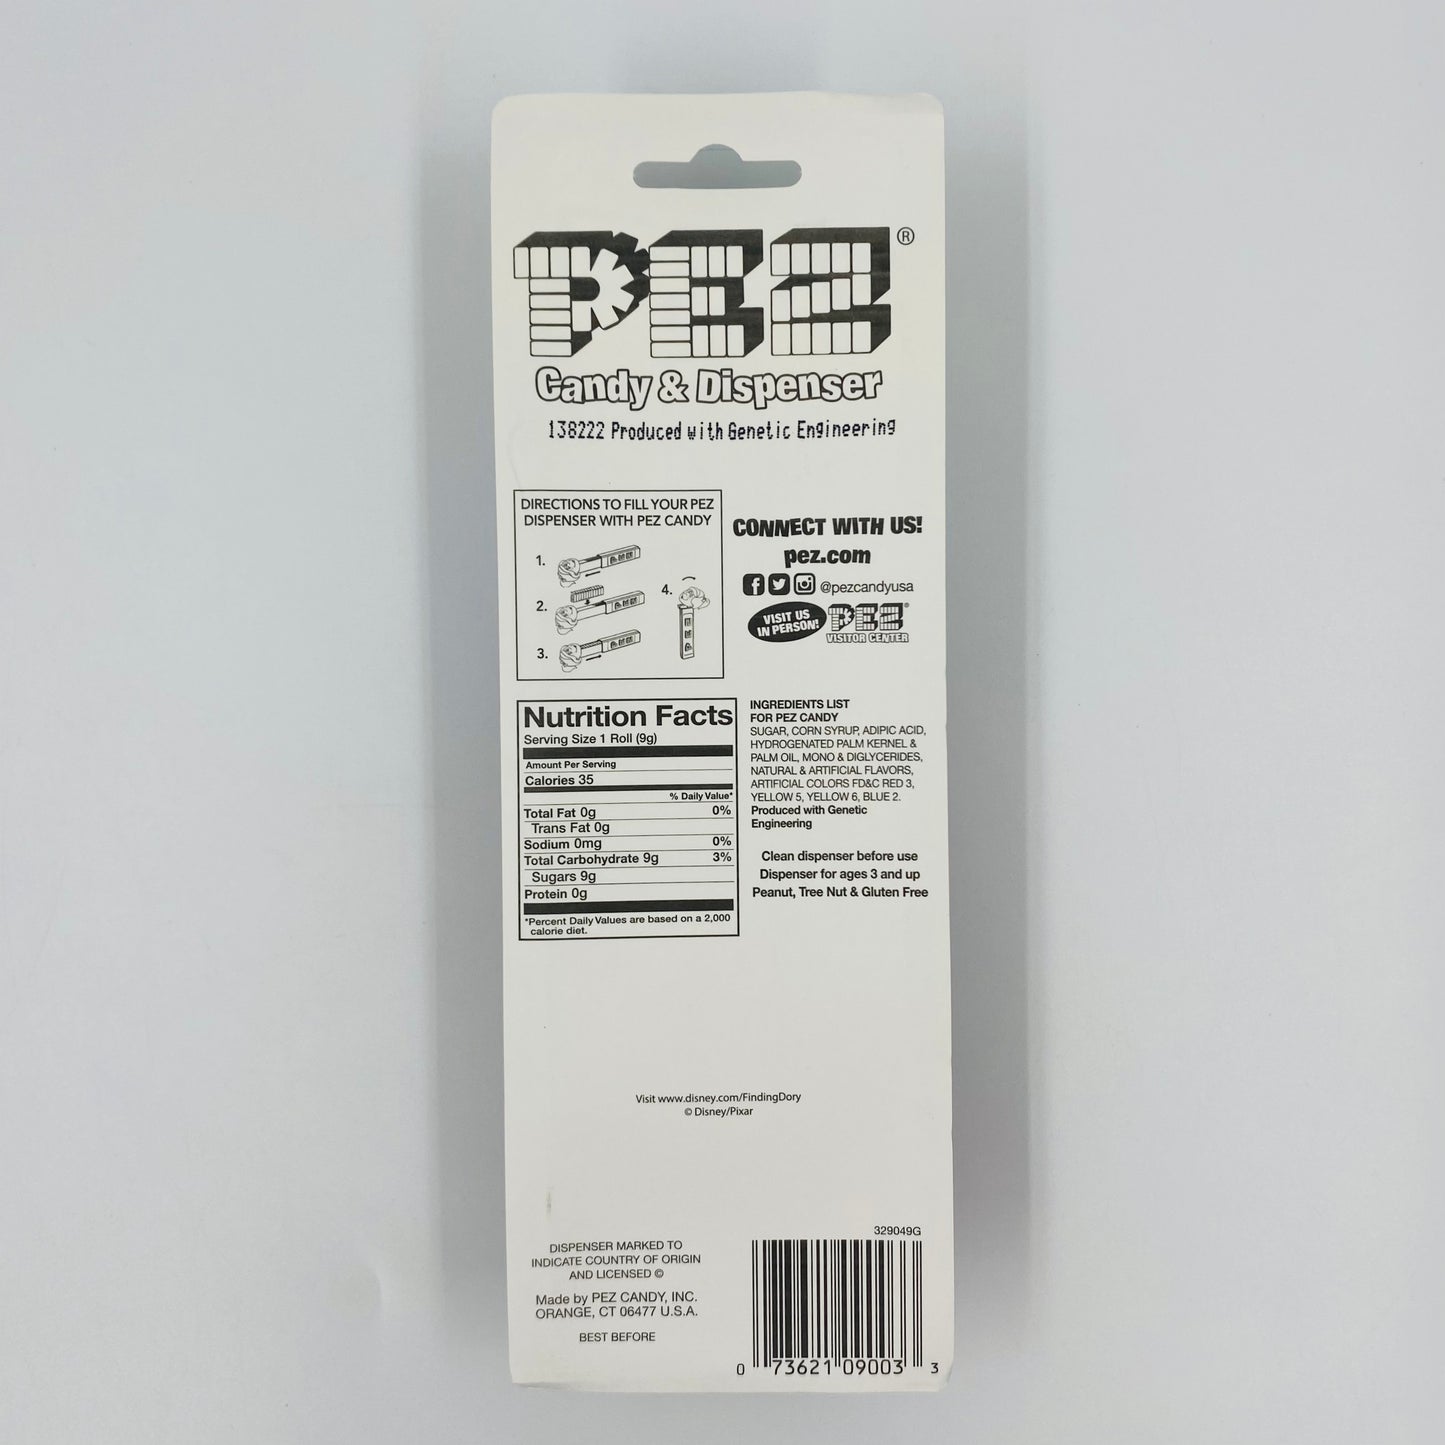 PEZ®
Candy & Dispenser
138222 Produced with Genetic Engineering
DIRECTIONS TO FILL YOUR PEZ
DISPENSER WITH PEZ CANDY
1.
2.
3.
4.
CONNECT WITH US!
pez.com
@pezcandyusa
VISIT US
IN PERSON!
PEZ®
VISITOR CENTER
Nutrition Facts
Serving Size 1 Roll (9g)
Amount Per Serving
Calories 35
% Daily Value*
Total Fat 0g 0%
Trans Fat 0g
Sodium 0mg 0%
Total Carbohydrate 9g 3%
Sugars 9g
Protein 0g
*Percent Daily Values are based on a 2,000
calorie diet.
INGREDIENTS LIST
FOR PEZ CANDY
SUGAR, CORN SYRUP, ADIPIC ACID,
HYDROGENATED PALM KERNEL &
PALM OIL, MONO & DIGLYCERIDES,
NATURAL & ARTIFICIAL FLAVORS,
ARTIFICIAL COLORS FD&C RED 3,
YELLOW 5, YELLOW 6, BLUE 2.
Produced with Genetic
Engineering
Clean dispenser before use
Dispenser for ages 3 and up
Peanut, Tree Nut & Gluten Free
Visit www.disney.com/FindingDory
© Disney/Pixar
DISPENSER MARKED TO
INDICATE COUNTRY OF ORIGIN
AND LICENSED ©
Made by PEZ CANDY, INC.
ORANGE, CT 06477 U.S.A.
BEST BEFORE
329049G
0 73621 09003 3